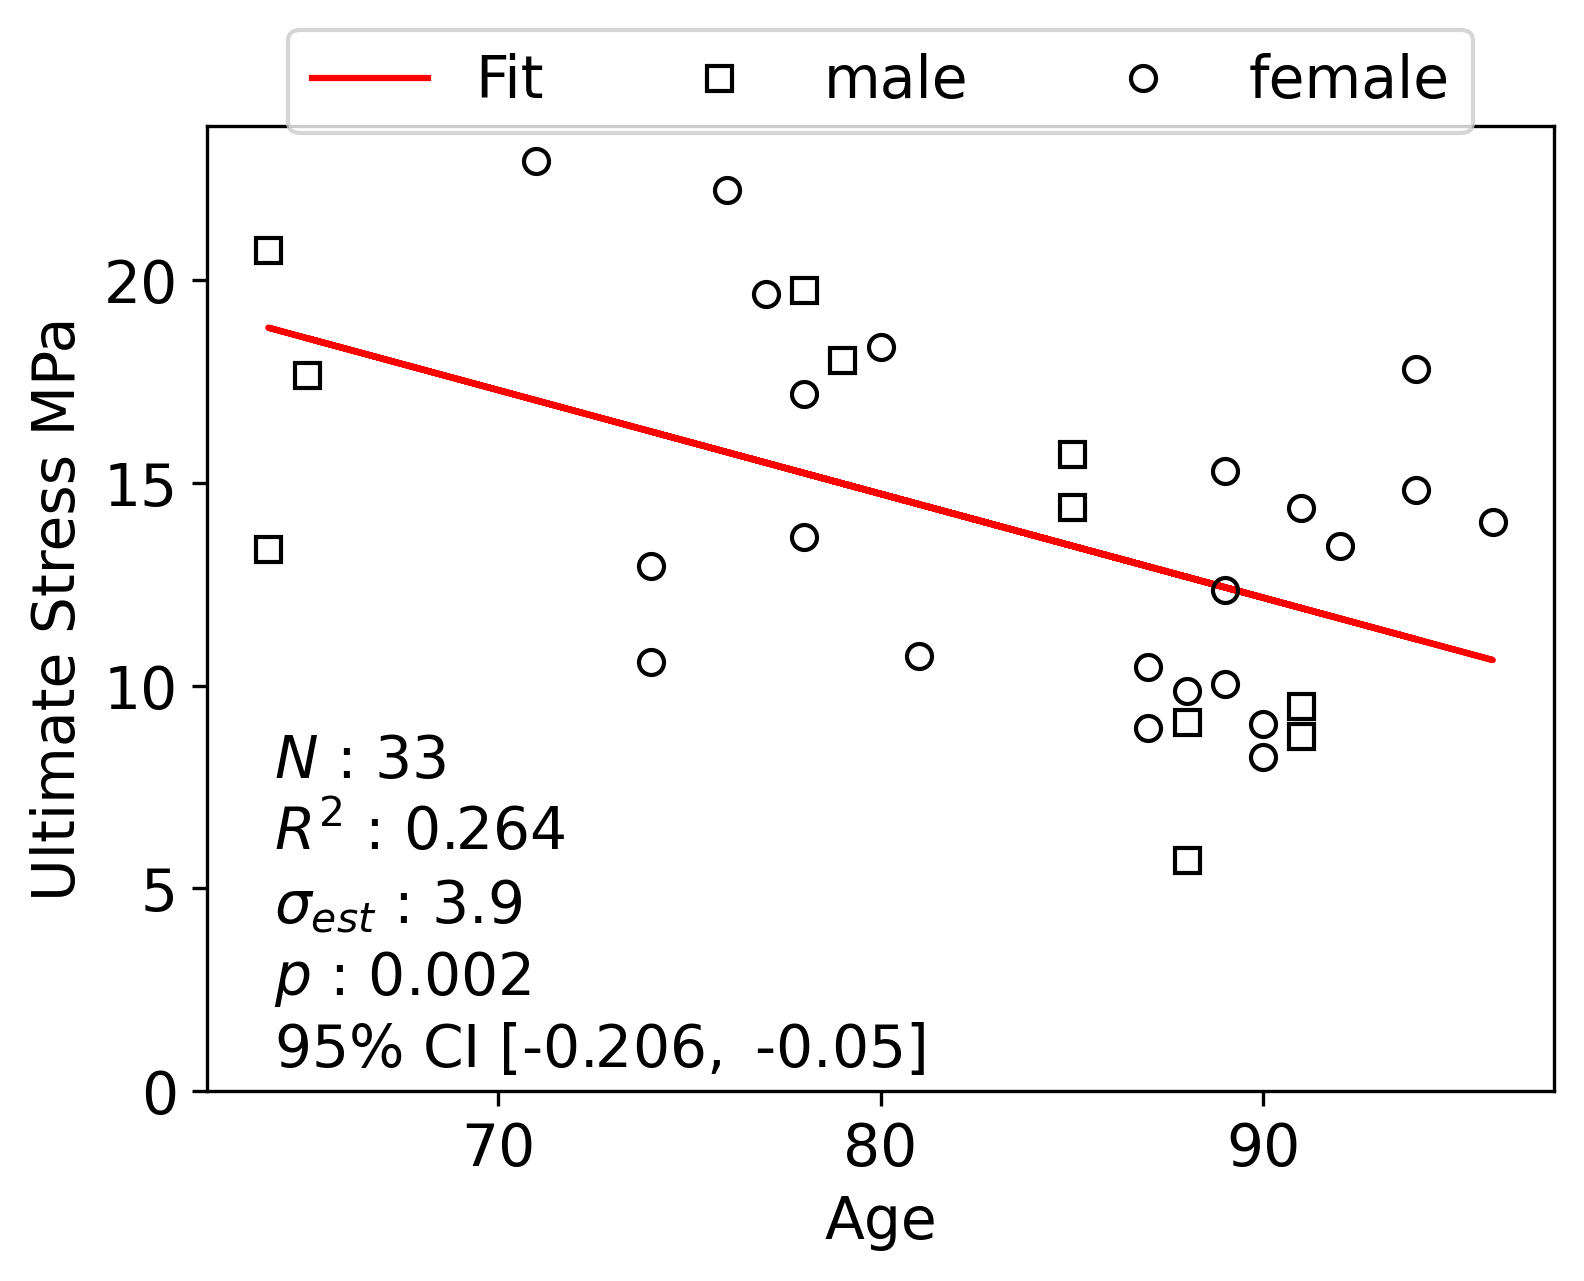 Fit male female
Ultimate Stress MPa
20
15
10
5
0
N : 33
R² : 0.264
σest : 3.9
p : 0.002
95% CI [-0.206, -0.05]
70 80 90
Age